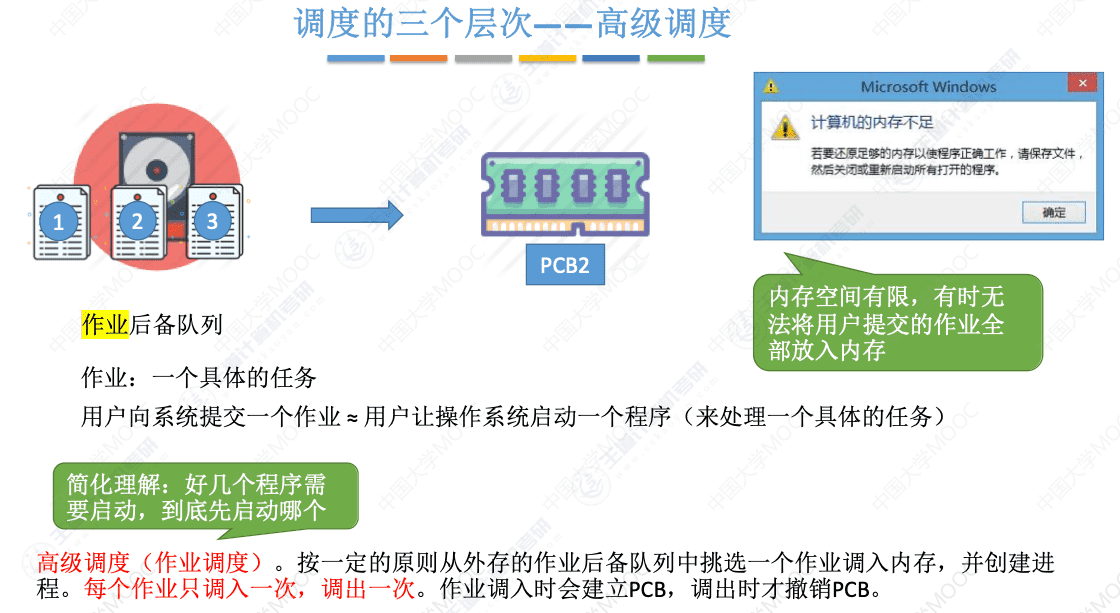 调度的三个层次——高级调度
Microsoft Windows
计算机的内存不足
若要还原足够的内存以使程序正确工作，请保存文件，
然后关闭或重新启动所有打开的程序。
确定
1
2
3
PCB2
内存空间有限，有时无
法将用户提交的作业全
部放入内存
作业后备队列
作业：一个具体的任务
用户向系统提交一个作业 ≈ 用户让操作系统启动一个程序（来处理一个具体的任务）
简化理解：好几个程序需
要启动，到底先启动哪个
高级调度（作业调度）。按一定的原则从外存的作业后备队列中挑选一个作业调入内存，并创建进
程。每个作业只调入一次，调出一次。作业调入时会建立PCB，调出时才撤销PCB。